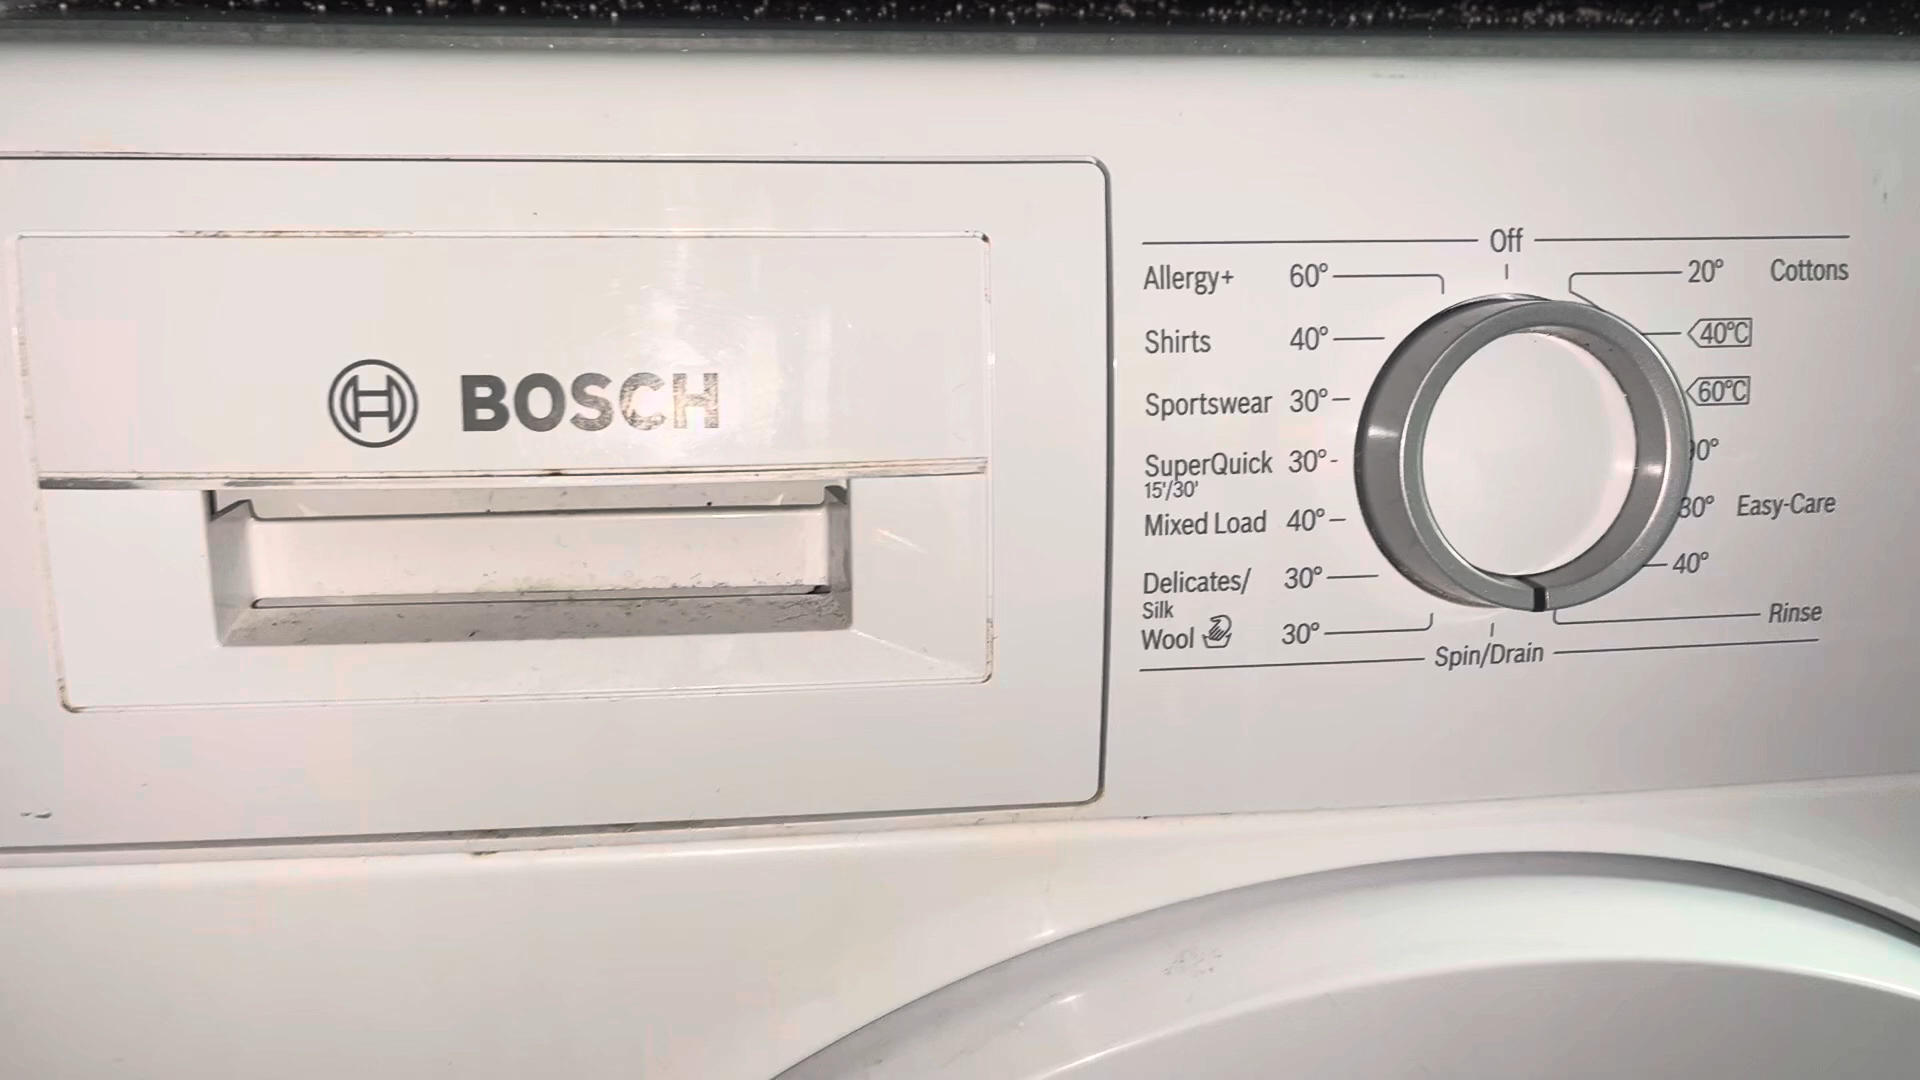 BOSCH
Off
Allergy+ 60°
Shirts 40°
Sportswear 30°
SuperQuick 30°
15'/30'
Mixed Load 40°
Delicates/ 30°
Silk
Wool 30°
Spin/Drain
20° Cottons
40°C
60°C
Easy-Care
40°
Rinse